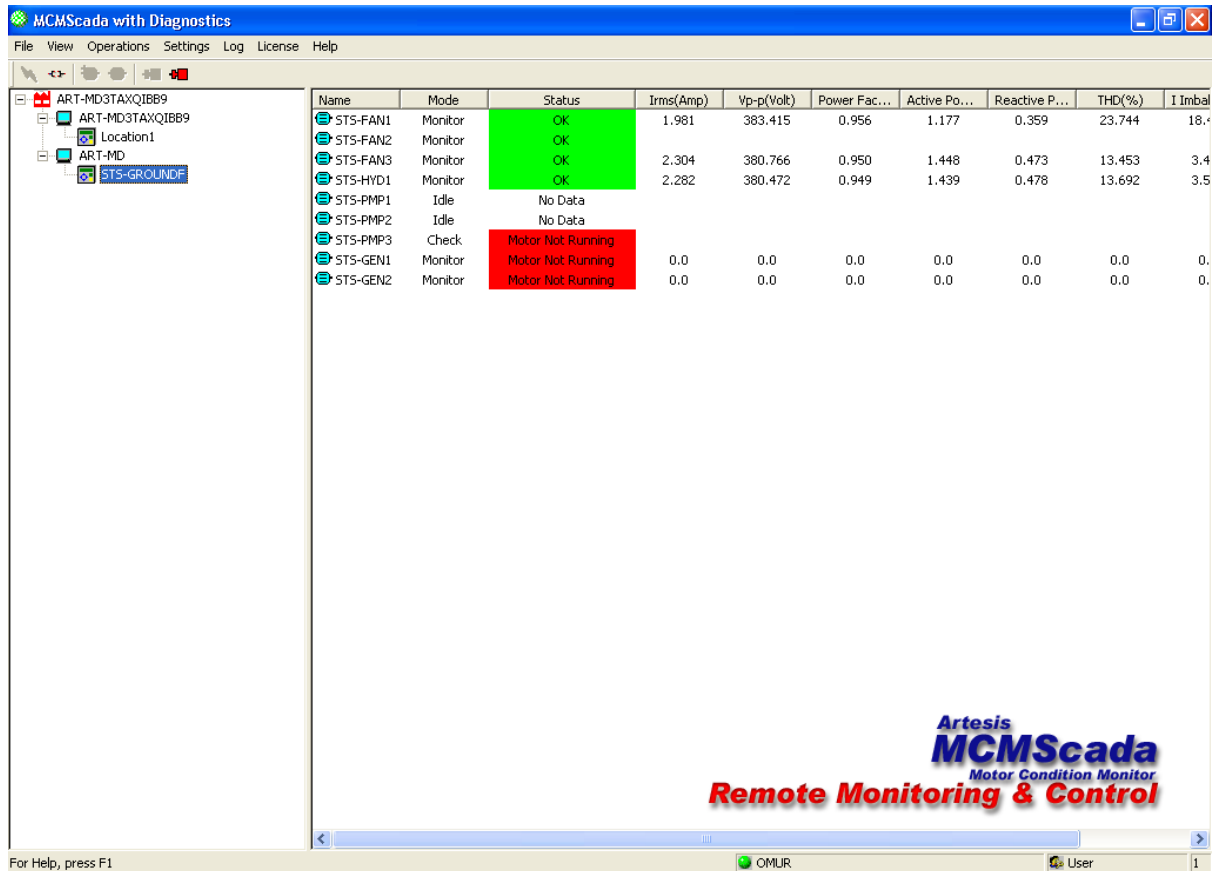 MCMScada with Diagnostics
File View Operations Settings Log License Help
ART-MD3TAXQIBB9
ART-MD3TAXQIBB9
Location1
ART-MD
STS-GROUNDF
Name Mode Status Irms(Amp) Vp-p(Volt) Power Fac... Active Po... Reactive P... THD(%) I Imbal
STS-FAN1 Monitor OK 1.981 383.415 0.956 1.177 0.359 23.744 18.4
STS-FAN2 Monitor OK
STS-FAN3 Monitor OK 2.304 380.766 0.950 1.448 0.473 13.453 3.4
STS-HYD1 Monitor OK 2.282 380.472 0.949 1.439 0.478 13.692 3.5
STS-PMP1 Idle No Data
STS-PMP2 Idle No Data
STS-PMP3 Check Motor Not Running
STS-GEN1 Monitor Motor Not Running 0.0 0.0 0.0 0.0 0.0 0.0 0.
STS-GEN2 Monitor Motor Not Running 0.0 0.0 0.0 0.0 0.0 0.0 0.
Artesis
MCMScada
Motor Condition Monitor
Remote Monitoring & Control
For Help, press F1 OMUR User 1